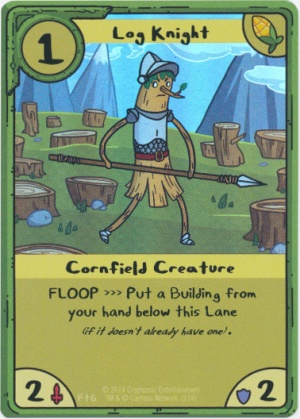 1
Log Knight
Cornfield Creature
FLOOP >>> Put a Building from
your hand below this Lane
(if it doesn't already have one).
2
© 2014 Cryptozoic Entertainment
TM & © Cartoon Network (s14)
2